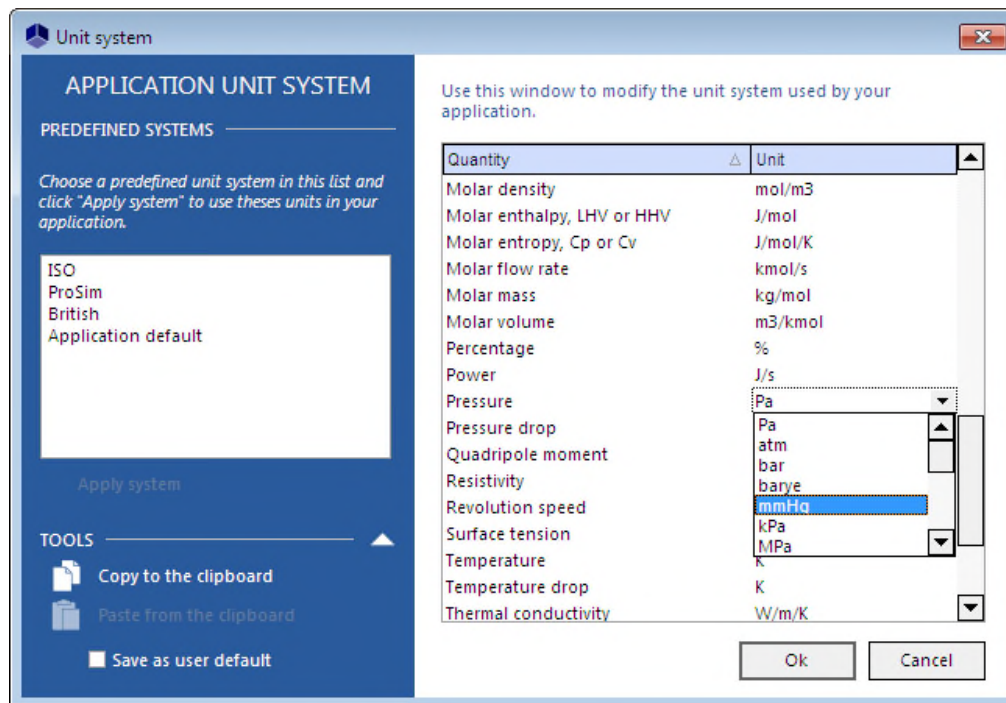 Unit system
APPLICATION UNIT SYSTEM
PREDEFINED SYSTEMS
Choose a predefined unit system in this list and
click "Apply system" to use theses units in your
application.
ISO
ProSim
British
Application default
Apply system
TOOLS
Copy to the clipboard
Paste from the clipboard
Save as user default
Use this window to modify the unit system used by your
application.
Quantity Unit
Molar density mol/m3
Molar enthalpy, LHV or HHV J/mol
Molar entropy, Cp or Cv J/mol/K
Molar flow rate kmol/s
Molar mass kg/mol
Molar volume m3/kmol
Percentage %
Power J/s
Pressure Pa
Pressure drop Pa
Quadripole moment atm
Resistivity bar
barye
Revolution speed mmHg
Surface tension kPa
MPa
Temperature K
Temperature drop K
Thermal conductivity W/m/K
Ok Cancel